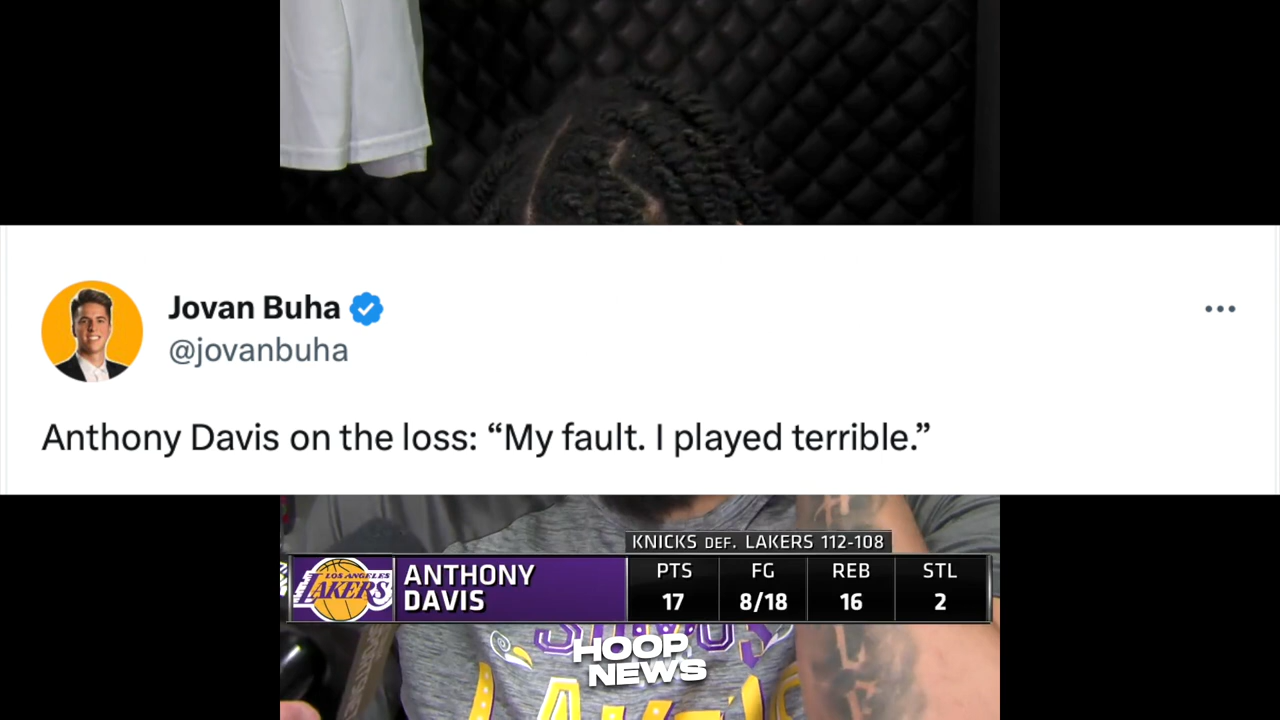 Jovan Buha
@jovanbuha
Anthony Davis on the loss: “My fault. I played terrible.”
KNICKS DEF. LAKERS 112-108
LOS ANGELES
LAKERS
ANTHONY
DAVIS
PTS FG REB STL
17 8/18 16 2
HOOP
NEWS